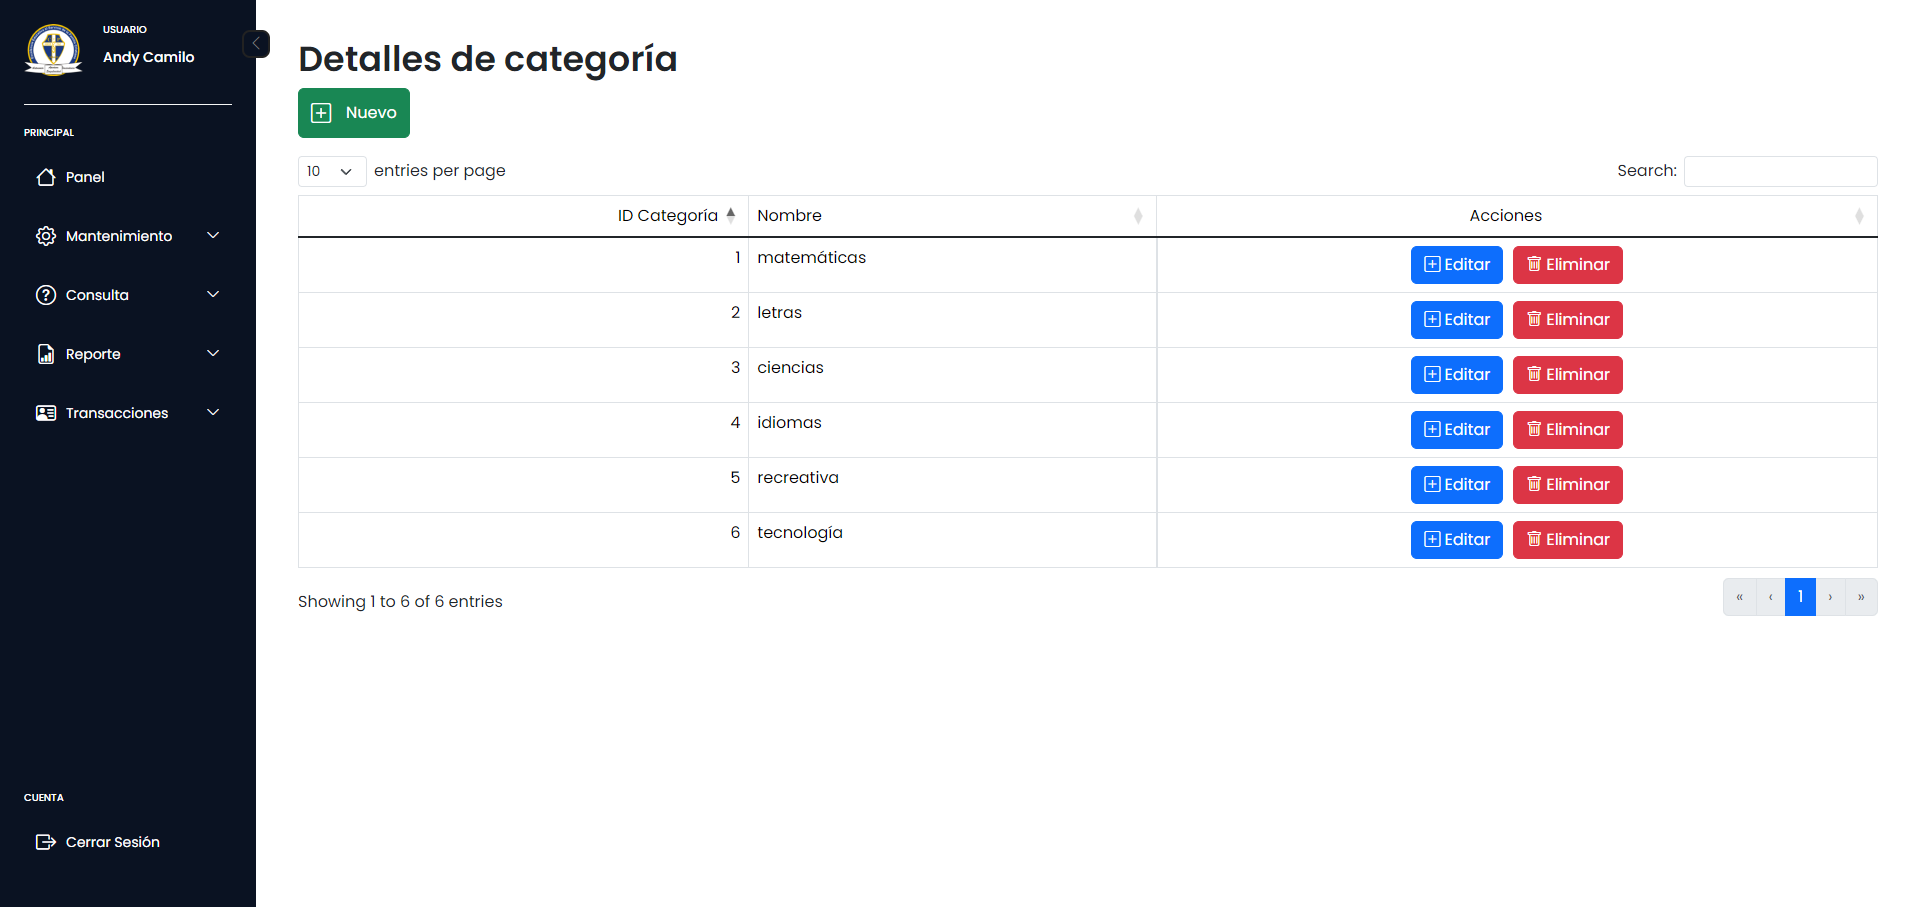 USUARIO
Andy Camilo
PRINCIPAL
Panel
Mantenimiento
Consulta
Reporte
Transacciones
CUENTA
Cerrar Sesión
Detalles de categoría
Nuevo
10 entries per page
Search:
ID Categoría Nombre Acciones
1 matemáticas Editar Eliminar
2 letras Editar Eliminar
3 ciencias Editar Eliminar
4 idiomas Editar Eliminar
5 recreativa Editar Eliminar
6 tecnología Editar Eliminar
Showing 1 to 6 of 6 entries
« ‹ 1 › »